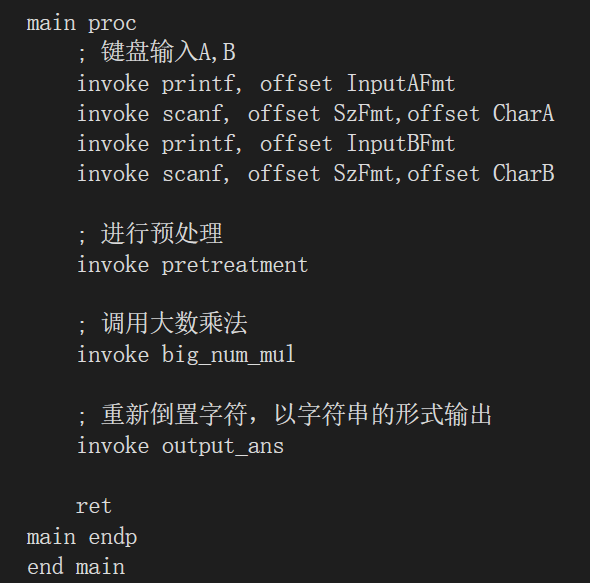 main proc
    ; 键盘输入A,B
    invoke printf, offset InputAFmt
    invoke scanf, offset SzFmt,offset CharA
    invoke printf, offset InputBFmt
    invoke scanf, offset SzFmt,offset CharB

    ; 进行预处理
    invoke pretreatment

    ; 调用大数乘法
    invoke big_num_mul

    ; 重新倒置字符，以字符串的形式输出
    invoke output_ans

    ret
main endp
end main